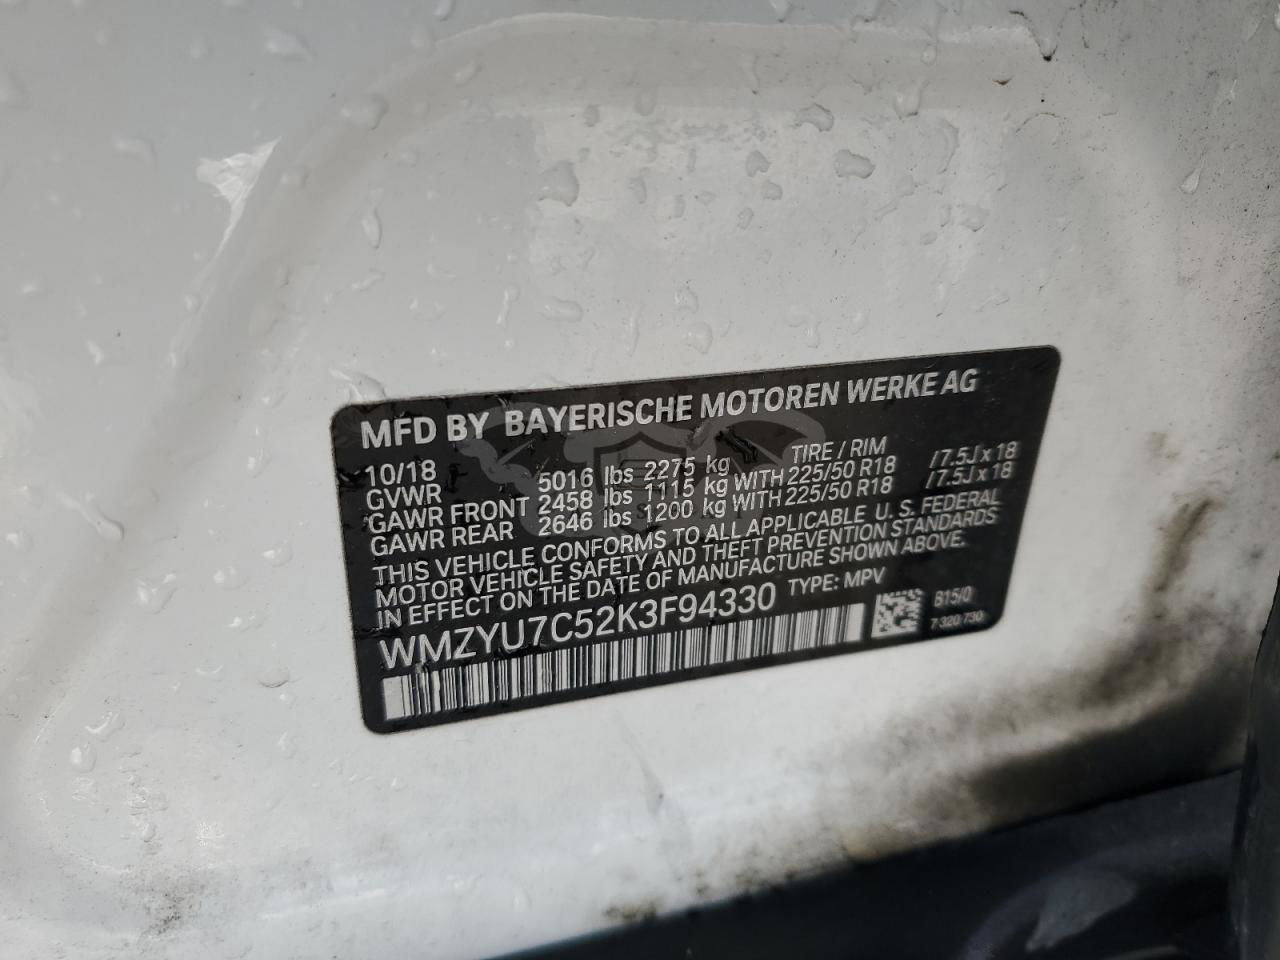 MFD BY BAYERISCHE MOTOREN WERKE AG
10/18 TIRE / RIM
GVWR 5016 lbs 2275 kg
GAWR FRONT 2458 lbs 1115 kg WITH 225/50 R18 /7.5J x 18
GAWR REAR 2646 lbs 1200 kg WITH 225/50 R18 /7.5J x 18
THIS VEHICLE CONFORMS TO ALL APPLICABLE U. S. FEDERAL
MOTOR VEHICLE SAFETY AND THEFT PREVENTION STANDARDS
IN EFFECT ON THE DATE OF MANUFACTURE SHOWN ABOVE.
WMZYU7C52K3F94330 TYPE: MPV
B15/0
7 320 730